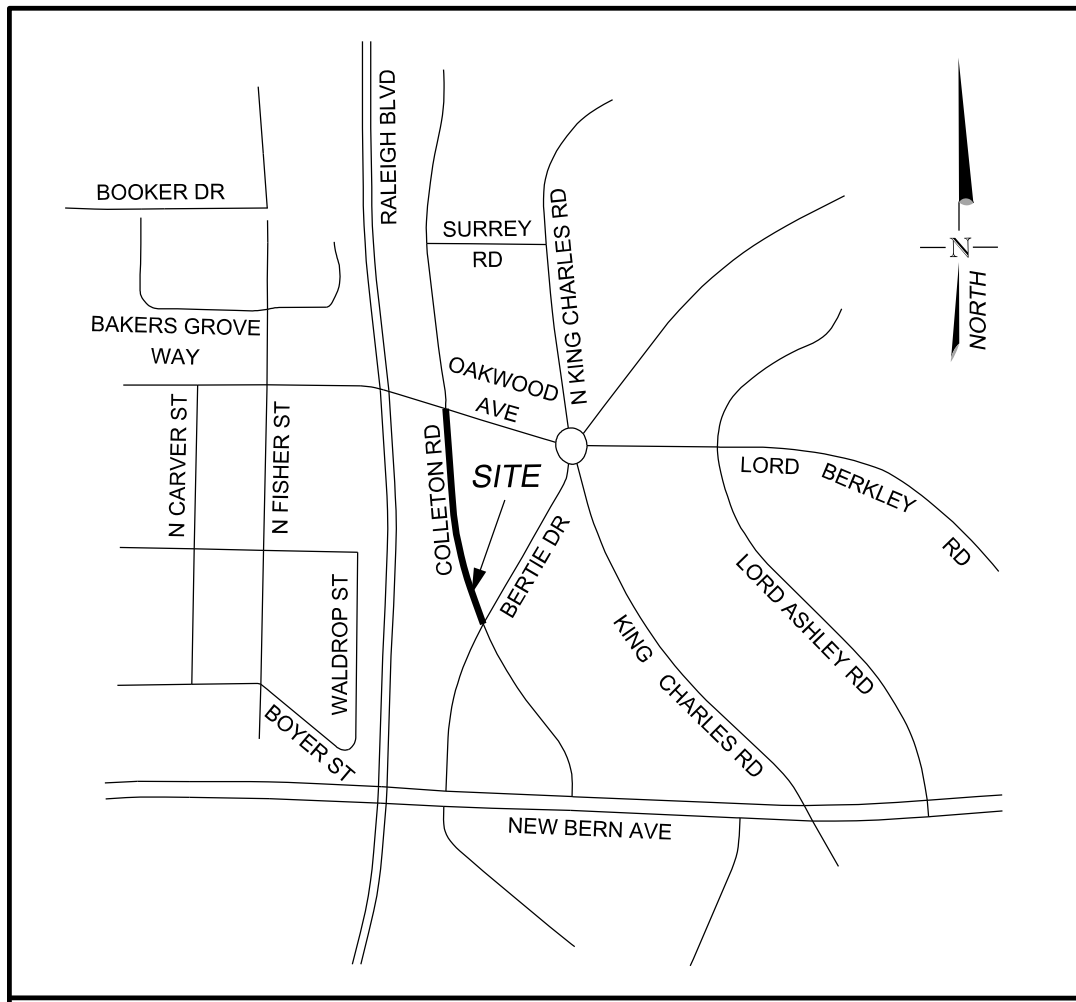 BOOKER DR
RALEIGH BLVD
SURREY
RD
N KING CHARLES RD
N
NORTH
BAKERS GROVE
WAY
OAKWOOD
AVE
N CARVER ST
N FISHER ST
COLLETON RD
SITE
BERTIE DR
LORD BERKLEY RD
LORD ASHLEY RD
WALDROP ST
KING CHARLES RD
BOYER ST
NEW BERN AVE